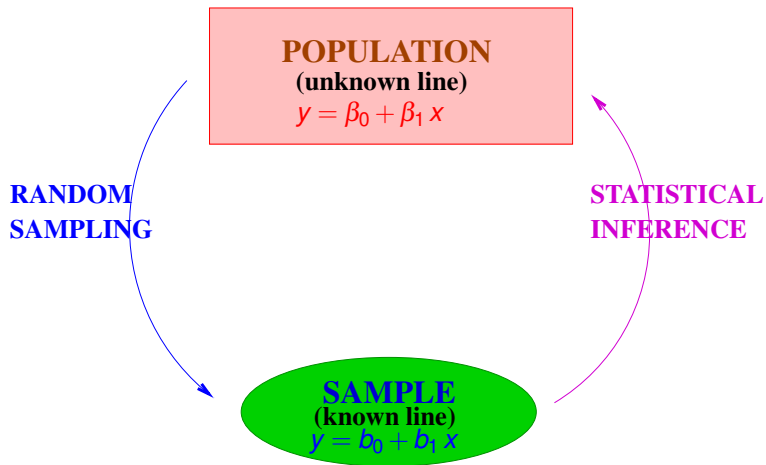 POPULATION
(unknown line)
y = β₀ + β₁ x
RANDOM
SAMPLING
STATISTICAL
INFERENCE
SAMPLE
(known line)
y = b₀ + b₁ x